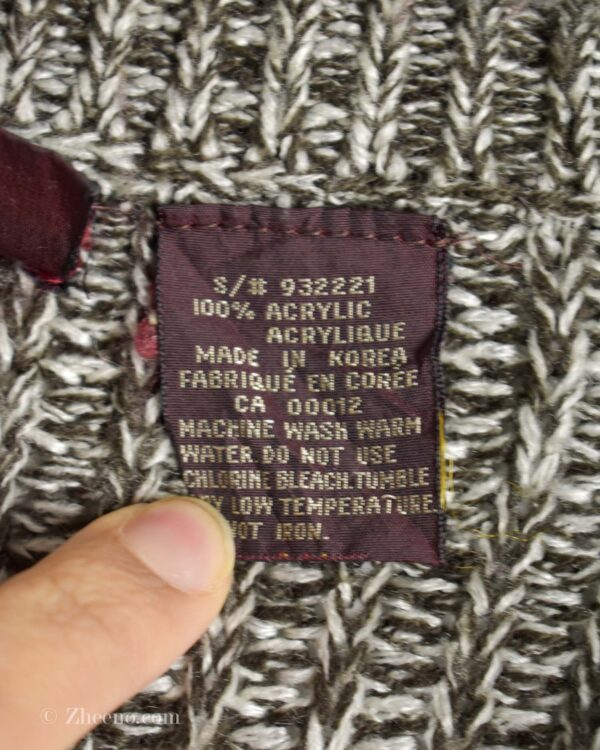 S/# 932221
100% ACRYLIC
ACRYLIQUE
MADE IN KOREA
FABRIQUÉ EN CORÉE
CA 00012
MACHINE WASH WARM
WATER DO NOT USE
CHLORINE BLEACH.TUMBLE
LOW TEMPERATURE.
NOT IRON.
© Zheeno.com